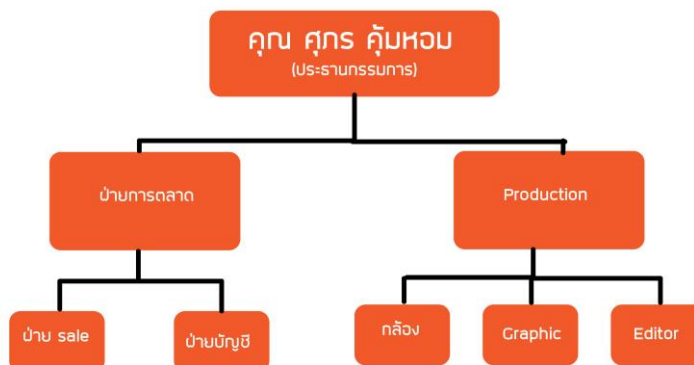 คุณ ศุภร คุ้มหอม
(ประธานกรรมการ)
ฝ่ายการตลาด
Production
ฝ่าย sale
ฝ่ายบัญชี
กล้อง
Graphic
Editor